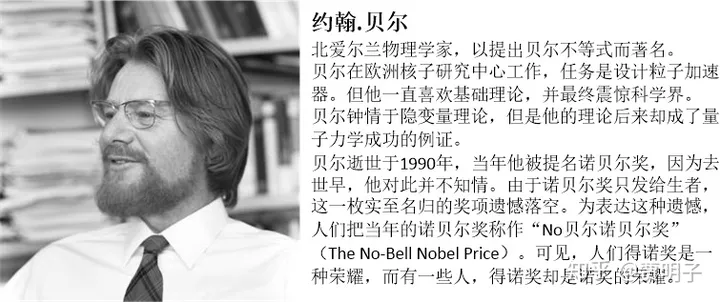 约翰.贝尔
北爱尔兰物理学家，以提出贝尔不等式而著名。
贝尔在欧洲核子研究中心工作，任务是设计粒子加速
器。但他一直喜欢基础理论，并最终震惊科学界。
贝尔钟情于隐变量理论，但是他的理论后来却成了量
子力学成功的例证。
贝尔逝世于1990年，当年他被提名诺贝尔奖，因为去
世早，他对此并不知情。由于诺贝尔奖只发给生者，
这一枚实至名归的奖项遗憾落空。为表达这种遗憾，
人们把当年的诺贝尔奖称作“No贝尔诺贝尔奖”
（The No-Bell Nobel Price）。可见，人们得诺奖是一
种荣耀，而有一些人，得诺奖却是诺奖的荣耀。
知乎 @贾明子